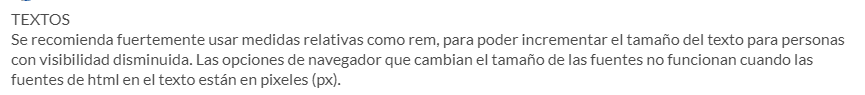 TEXTOS
Se recomienda fuertemente usar medidas relativas como rem, para poder incrementar el tamaño del texto para personas
con visibilidad disminuida. Las opciones de navegador que cambian el tamaño de las fuentes no funcionan cuando las
fuentes de html en el texto están en pixeles (px).